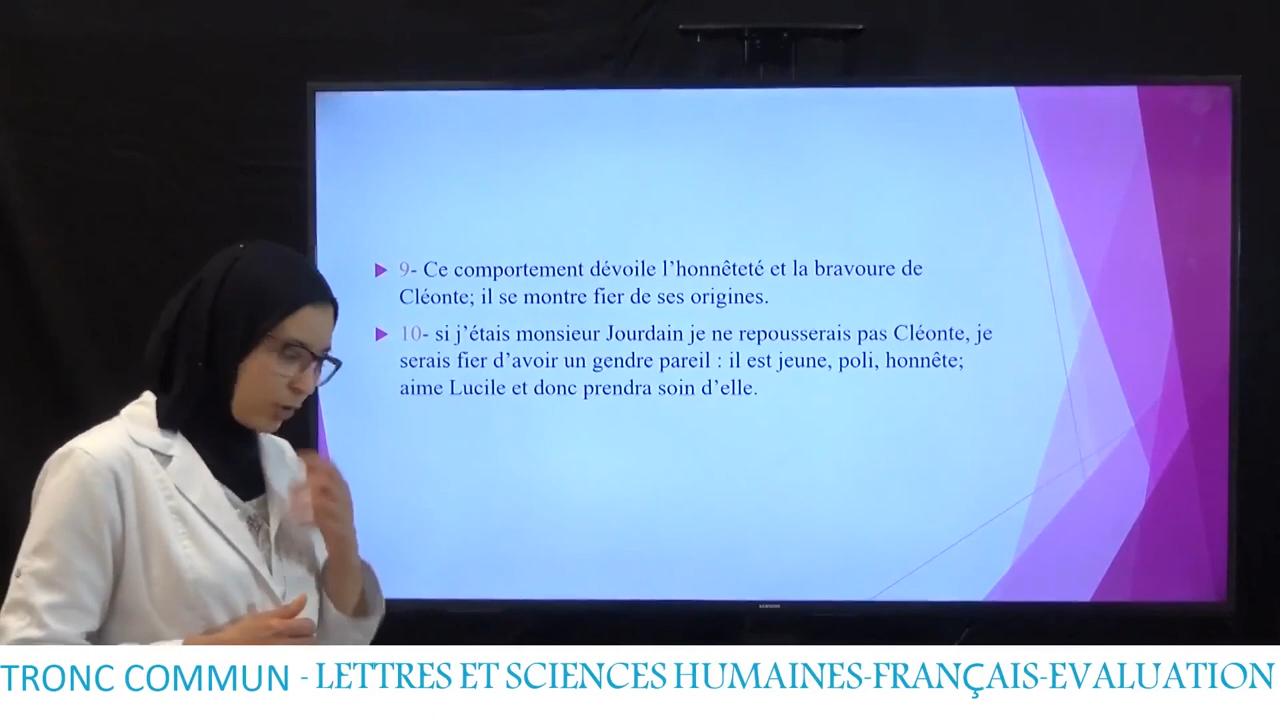 9- Ce comportement dévoile l’honnêteté et la bravoure de
Cléonte; il se montre fier de ses origines.
10- si j’étais monsieur Jourdain je ne repousserais pas Cléonte, je
serais fier d’avoir un gendre pareil : il est jeune, poli, honnête;
aime Lucile et donc prendra soin d’elle.
SAMSUNG
TRONC COMMUN - LETTRES ET SCIENCES HUMAINES-FRANÇAIS-EVALUATION